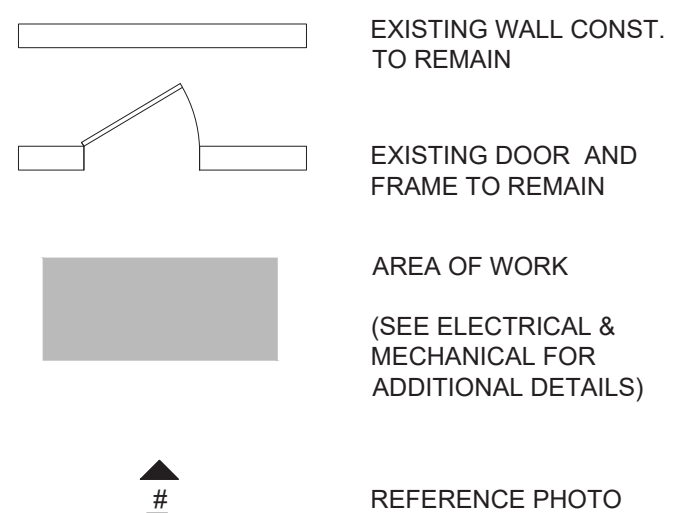 EXISTING WALL CONST.
TO REMAIN
EXISTING DOOR AND
FRAME TO REMAIN
AREA OF WORK
(SEE ELECTRICAL &
MECHANICAL FOR
ADDITIONAL DETAILS)
#
REFERENCE PHOTO